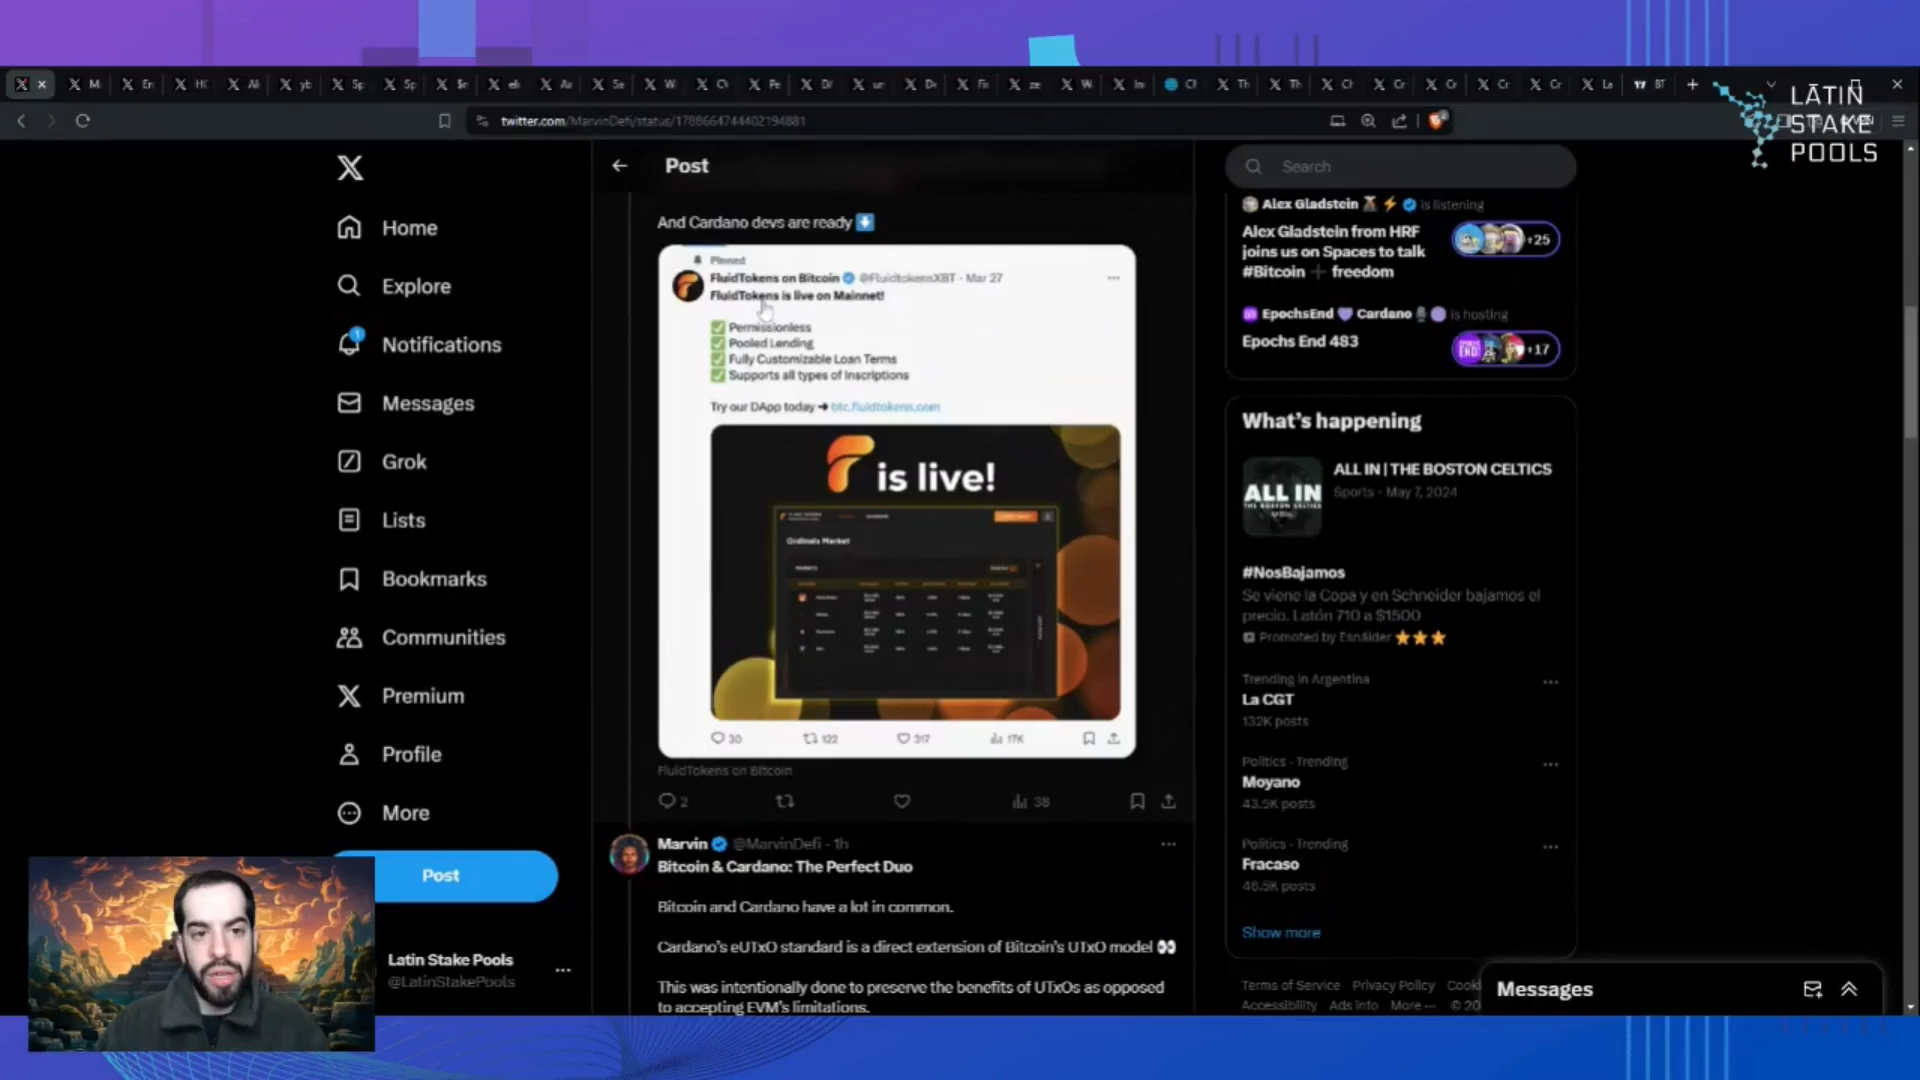 LATIN
STAKE
POOLS
twitter.com/MarvinDefi/status/1788664744402194881
Home
Explore
Notifications
Messages
Grok
Lists
Bookmarks
Communities
Premium
Profile
More
Post
Latin Stake Pools
@LatinStakePools
Post
And Cardano devs are ready
Pinned
FluidTokens on Bitcoin @FluidtokensXBT - Mar 27
FluidTokens is live on Mainnet!
Permissionless
Pooled Lending
Fully Customizable Loan Terms
Supports all types of Inscriptions
Try our DApp today → btc.fluidtokens.com
is live!
Ordinals Market
30 122 317 17K
FluidTokens on Bitcoin
2 38
Marvin @MarvinDefi · 1h
Bitcoin & Cardano: The Perfect Duo
Bitcoin and Cardano have a lot in common.
Cardano's eUTxO standard is a direct extension of Bitcoin's UTxO model
This was intentionally done to preserve the benefits of UTxOs as opposed
to accepting EVM's limitations.
Search
Alex Gladstein is listening
Alex Gladstein from HRF
joins us on Spaces to talk
#Bitcoin + freedom
+25
EpochsEnd Cardano is hosting
Epochs End 483
+17
What's happening
ALL IN
ALL IN | THE BOSTON CELTICS
Sports · May 7, 2024
#NosBajamos
Se viene la Copa y en Schneider bajamos el
precio. Latón 710 a $1500
Promoted by Esnáider
Trending in Argentina
La CGT
132K posts
Politics · Trending
Moyano
43.5K posts
Politics · Trending
Fracaso
46.5K posts
Show more
Terms of Service Privacy Policy Cooki
Accessibility Ads info More © 20
Messages